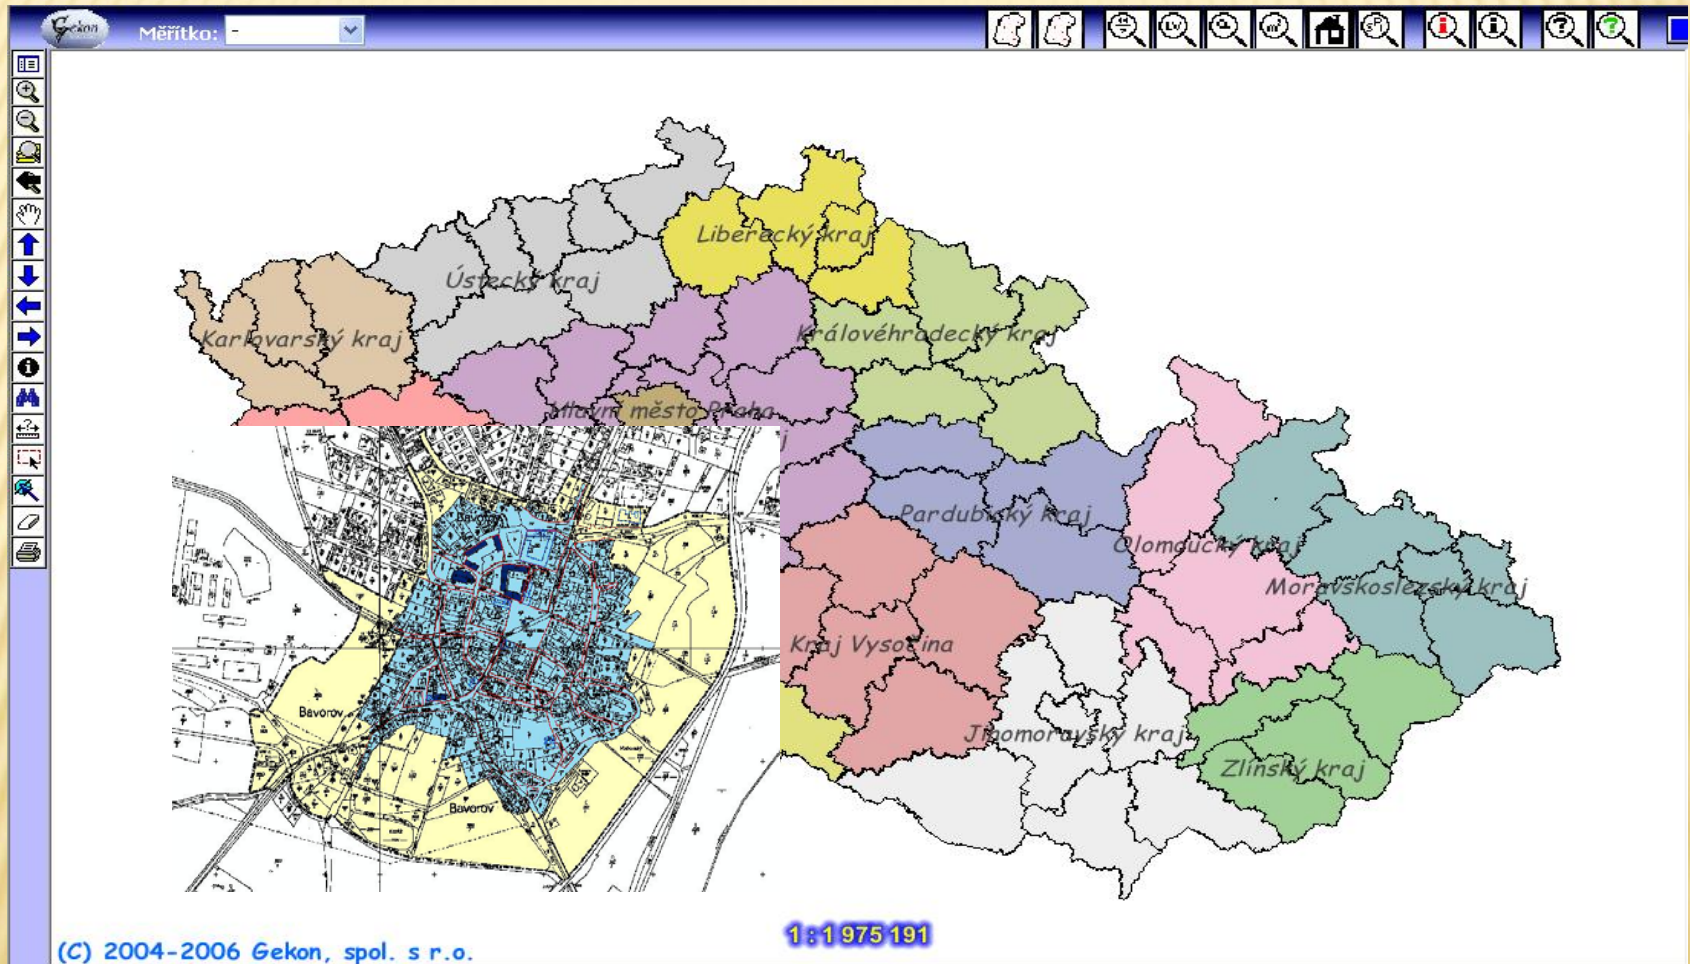 Gekon
Měřítko: -
Liberecký kraj
Ústecký kraj
Karlovarský kraj
Královéhradecký kraj
Hlavní město Praha
j
Pardubický kraj
Olomoucký kraj
Moravskoslezský kraj
Kraj Vysočina
Bavorov
Jihomoravský kraj
Zlínský kraj
Bavorov
1 : 1 975 191
(C) 2004-2006 Gekon, spol. s r.o.